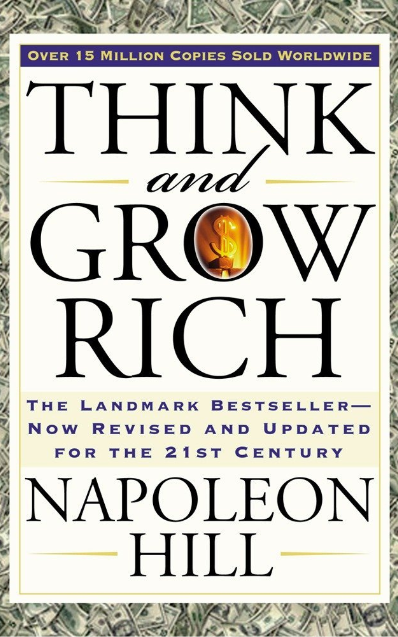 OVER 15 MILLION COPIES SOLD WORLDWIDE
THINK
and
GROW
RICH
THE LANDMARK BESTSELLER—
NOW REVISED AND UPDATED
FOR THE 21ST CENTURY
NAPOLEON
HILL